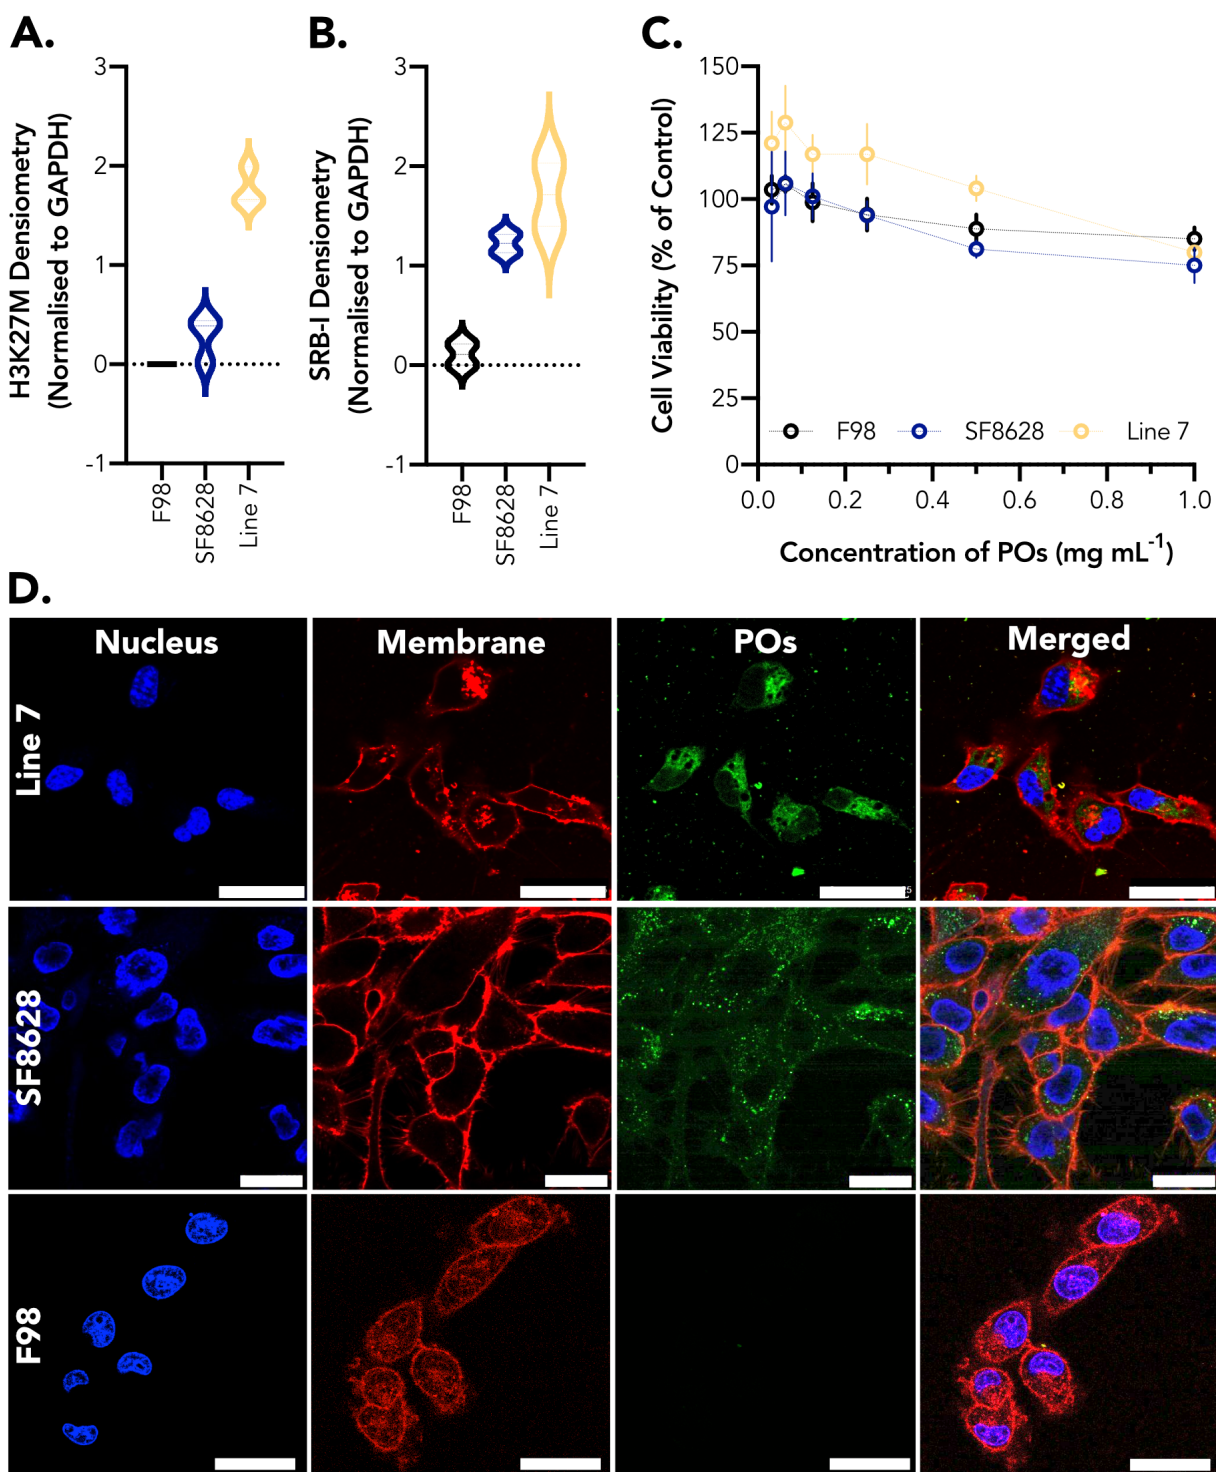 A.
H3K27M Densiometry
(Normalised to GAPDH)
3
2
1
0
-1
F98
SF8628
Line 7
B.
SRB-I Densiometry
(Normalised to GAPDH)
3
2
1
0
-1
F98
SF8628
Line 7
C.
Cell Viability (% of Control)
150
125
100
75
50
25
0
F98
SF8628
Line 7
0.0
0.2
0.4
0.6
0.8
1.0
Concentration of POs (mg mL-1)
D.
Nucleus
Membrane
POs
Merged
Line 7
SF8628
F98